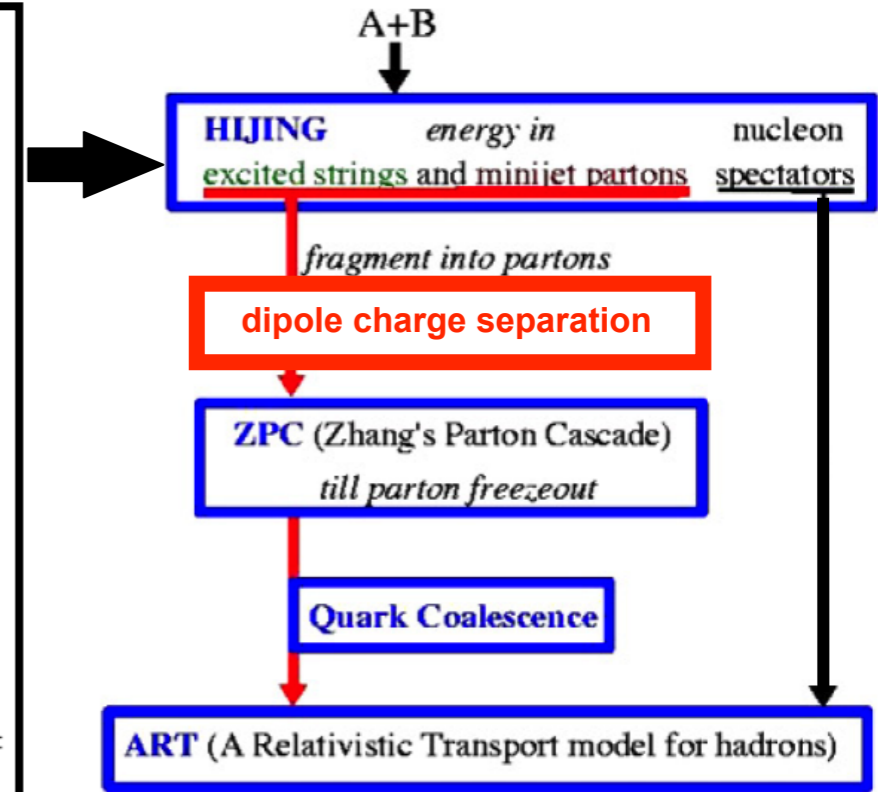 A+B
HIJING energy in nucleon
excited strings and minijet partons spectators
fragment into partons
dipole charge separation
ZPC (Zhang's Parton Cascade)
till parton freezeout
Quark Coalescence
ART (A Relativistic Transport model for hadrons)